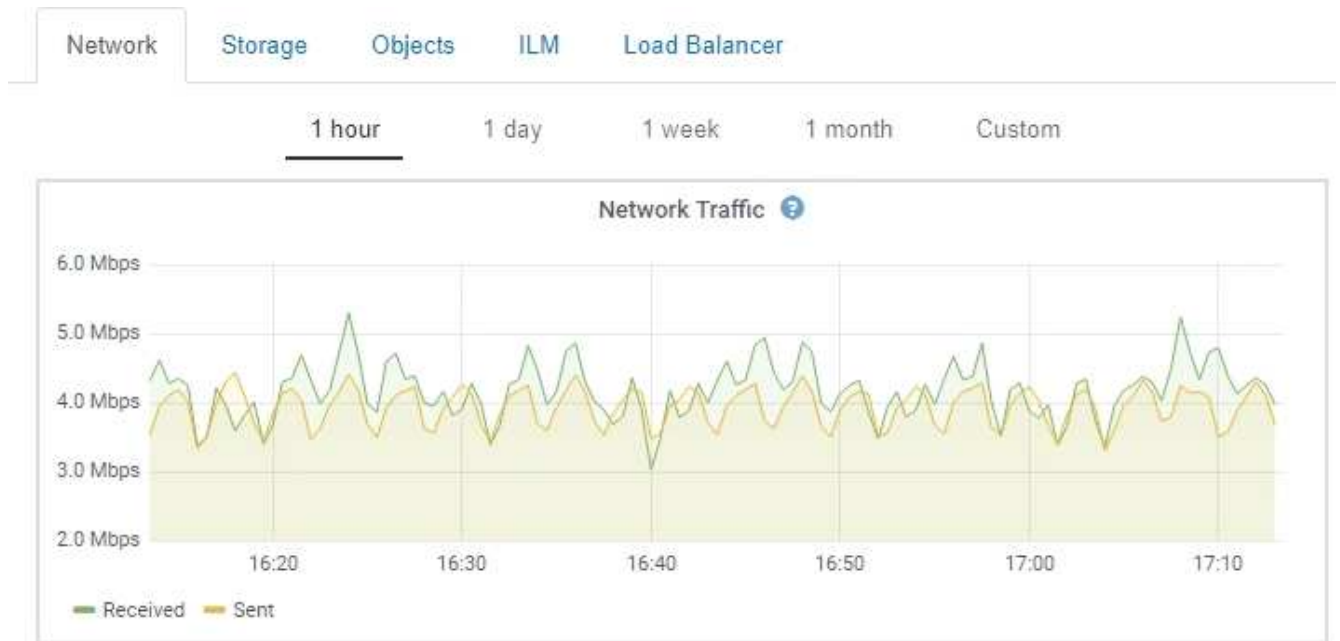 Network Storage Objects ILM Load Balancer
1 hour 1 day 1 week 1 month Custom
Network Traffic ?
6.0 Mbps
5.0 Mbps
4.0 Mbps
3.0 Mbps
2.0 Mbps
16:20 16:30 16:40 16:50 17:00 17:10
Received Sent